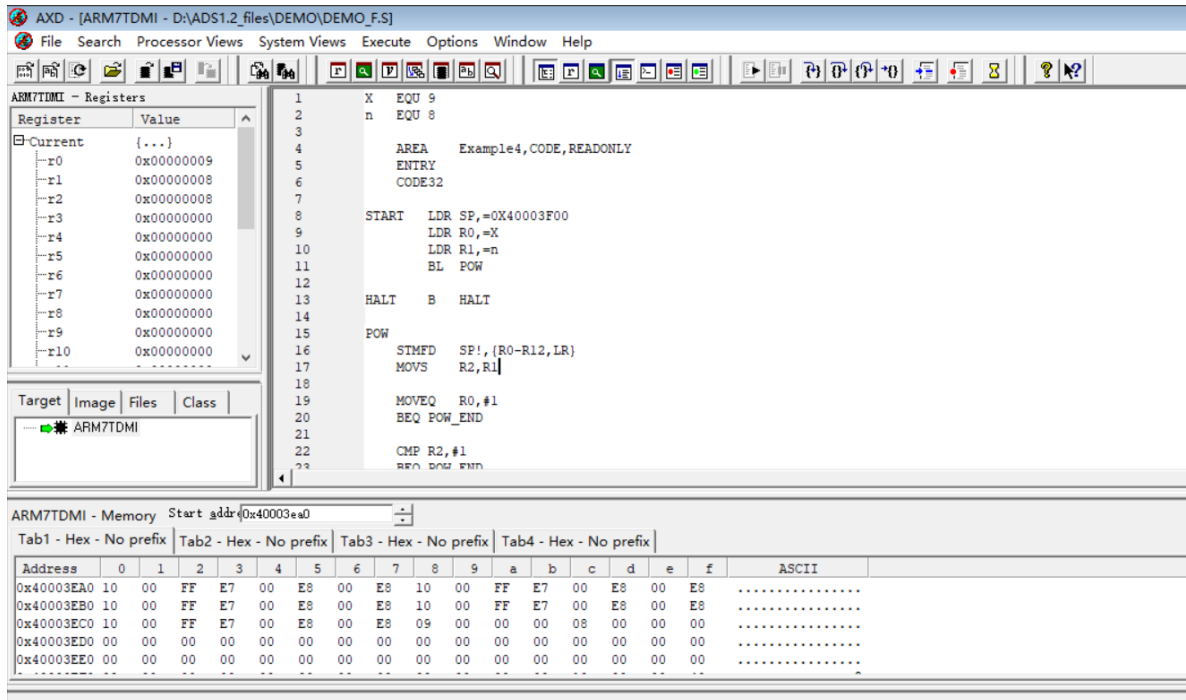 AXD - [ARM7TDMI - D:\ADS1.2_files\DEMO\DEMO_F.S]
File Search Processor Views System Views Execute Options Window Help
ARM7TDMI - Registers
Register Value
Current {...}
r0 0x00000009
r1 0x00000008
r2 0x00000008
r3 0x00000000
r4 0x00000000
r5 0x00000000
r6 0x00000000
r7 0x00000000
r8 0x00000000
r9 0x00000000
r10 0x00000000
Target Image Files Class
ARM7TDMI
1 X EQU 9
2 n EQU 8
3
4 AREA Example4,CODE,READONLY
5 ENTRY
6 CODE32
7
8 START LDR SP,=0X40003F00
9 LDR R0,=X
10 LDR R1,=n
11 BL POW
12
13 HALT B HALT
14
15 POW
16 STMFD SP!,{R0-R12,LR}
17 MOVS R2,R1
18
19 MOVEQ R0,#1
20 BEQ POW_END
21
22 CMP R2,#1
23 BEQ POW_END
ARM7TDMI - Memory Start addre 0x40003ea0
Tab1 - Hex - No prefix Tab2 - Hex - No prefix Tab3 - Hex - No prefix Tab4 - Hex - No prefix
Address 0 1 2 3 4 5 6 7 8 9 a b c d e f ASCII
0x40003EA0 10 00 FF E7 00 E8 00 E8 10 00 FF E7 00 E8 00 E8 ................
0x40003EB0 10 00 FF E7 00 E8 00 E8 10 00 FF E7 00 E8 00 E8 ................
0x40003EC0 10 00 FF E7 00 E8 00 E8 09 00 00 00 08 00 00 00 ................
0x40003ED0 00 00 00 00 00 00 00 00 00 00 00 00 00 00 00 00 ................
0x40003EE0 00 00 00 00 00 00 00 00 00 00 00 00 00 00 00 00 ................